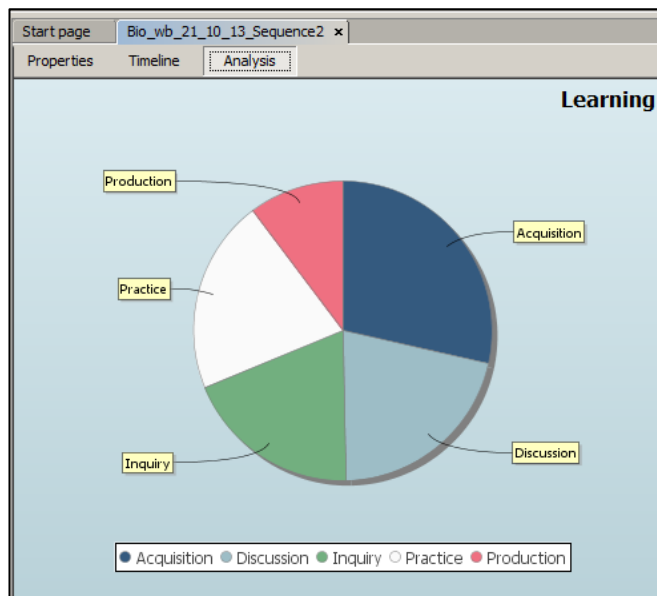 Start page
Bio_wb_21_10_13_Sequence2 ×
Properties Timeline Analysis
Learning
Production
Acquisition
Practice
Discussion
Inquiry
Acquisition Discussion Inquiry Practice Production